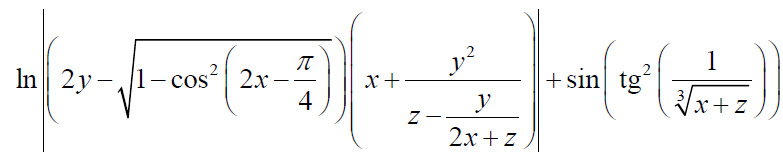 ln|(2y−√(1−cos²(2x−π/4)))(x+y²/(z−y/(2x+z)))|+sin(tg²(1/∛(x+z)))